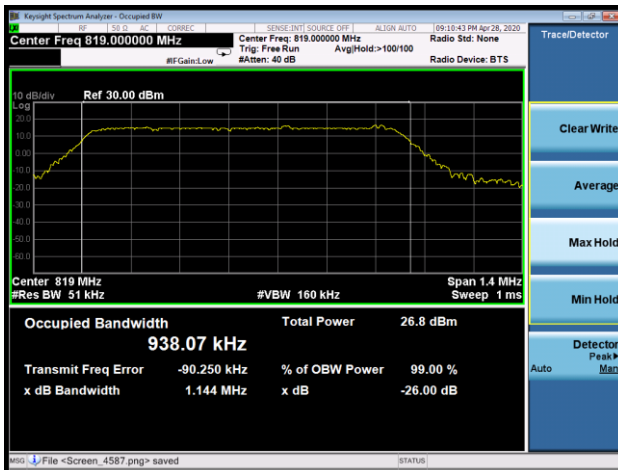 Keysight Spectrum Analyzer - Occupied BW
RF 50 Ω AC CORREC SENSE:INT SOURCE OFF ALIGN AUTO 09:10:43 PM Apr 28, 2020
Center Freq 819.000000 MHz Center Freq: 819.000000 MHz Radio Std: None
Trig: Free Run Avg|Hold:>100/100
#IFGain:Low #Atten: 40 dB Radio Device: BTS
Trace/Detector
10 dB/div Ref 30.00 dBm
Log
20.0
10.0
0.00
-10.0
-20.0
-30.0
-40.0
-50.0
-60.0
Center 819 MHz Span 1.4 MHz
#Res BW 51 kHz #VBW 160 kHz Sweep 1 ms
Occupied Bandwidth Total Power 26.8 dBm
938.07 kHz
Transmit Freq Error -90.250 kHz % of OBW Power 99.00 %
x dB Bandwidth 1.144 MHz x dB -26.00 dB
Clear Write
Average
Max Hold
Min Hold
Detector
Peak▶
Auto Man
MSG File <Screen_4587.png> saved STATUS